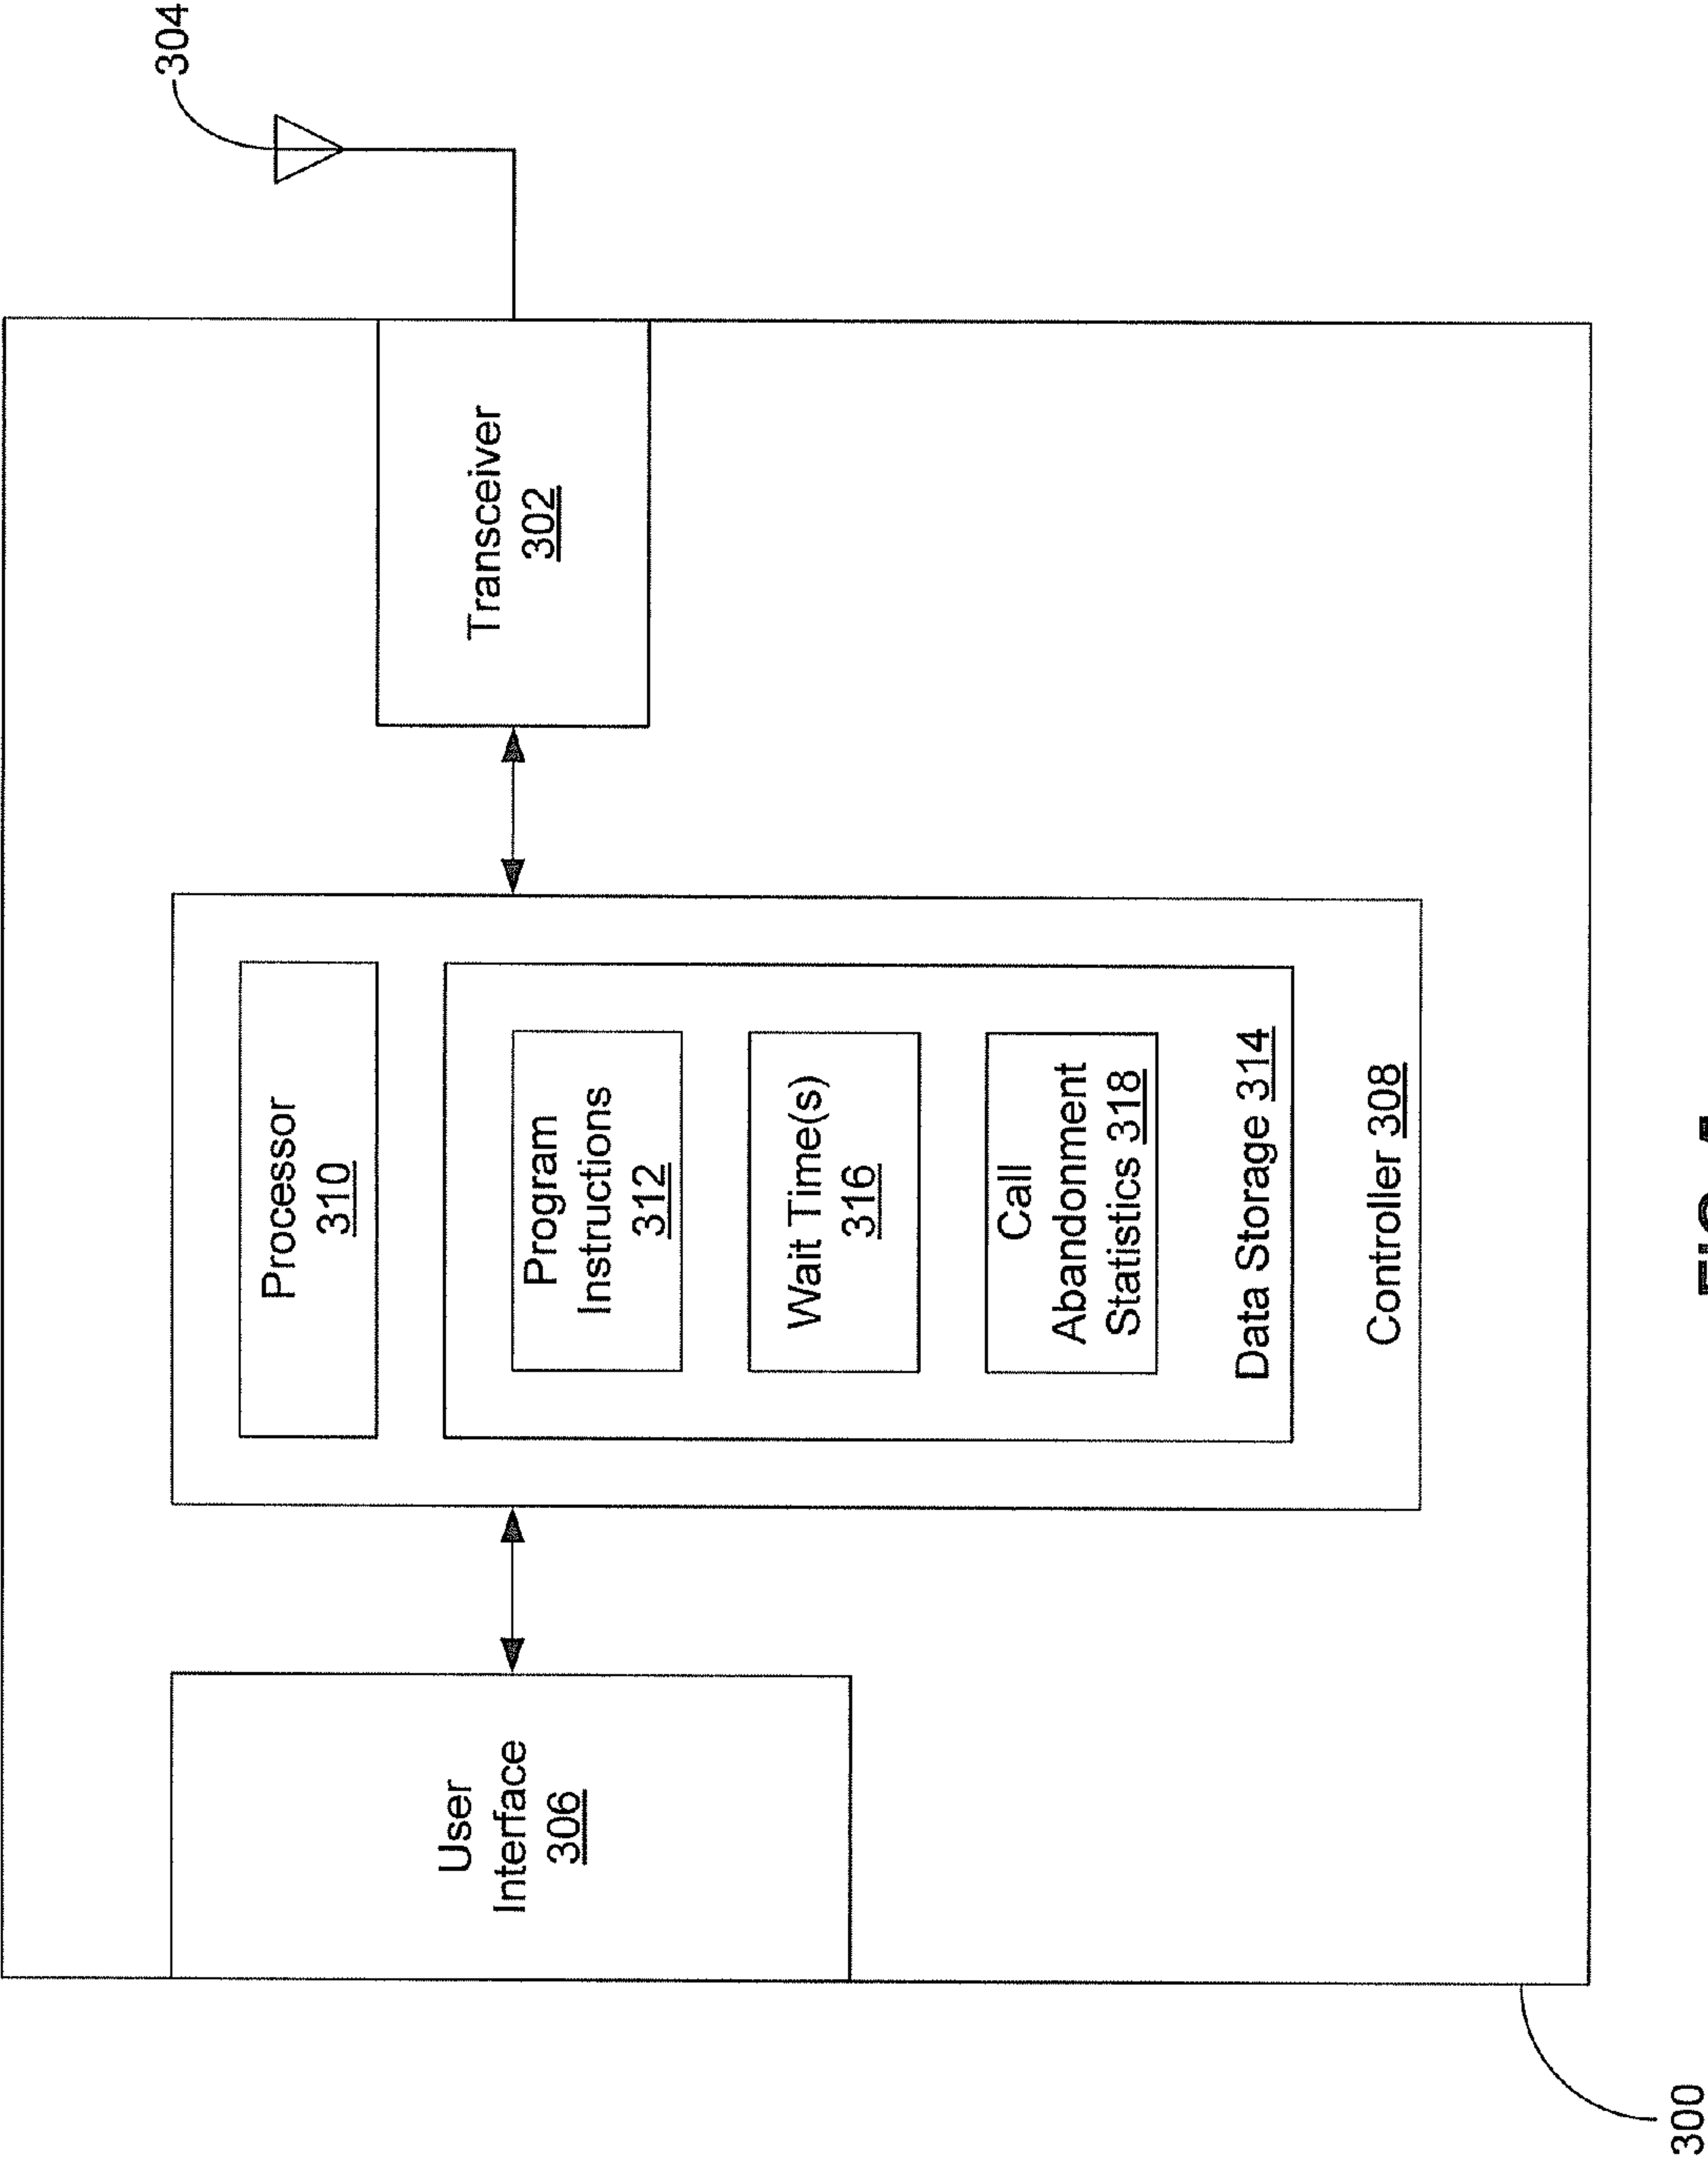 304
User
Interface
306
Processor
310
Program
Instructions
312
Wait Time(s)
316
Call
Abandonment
Statistics 318
Data Storage 314
Controller 308
Transceiver
302
300